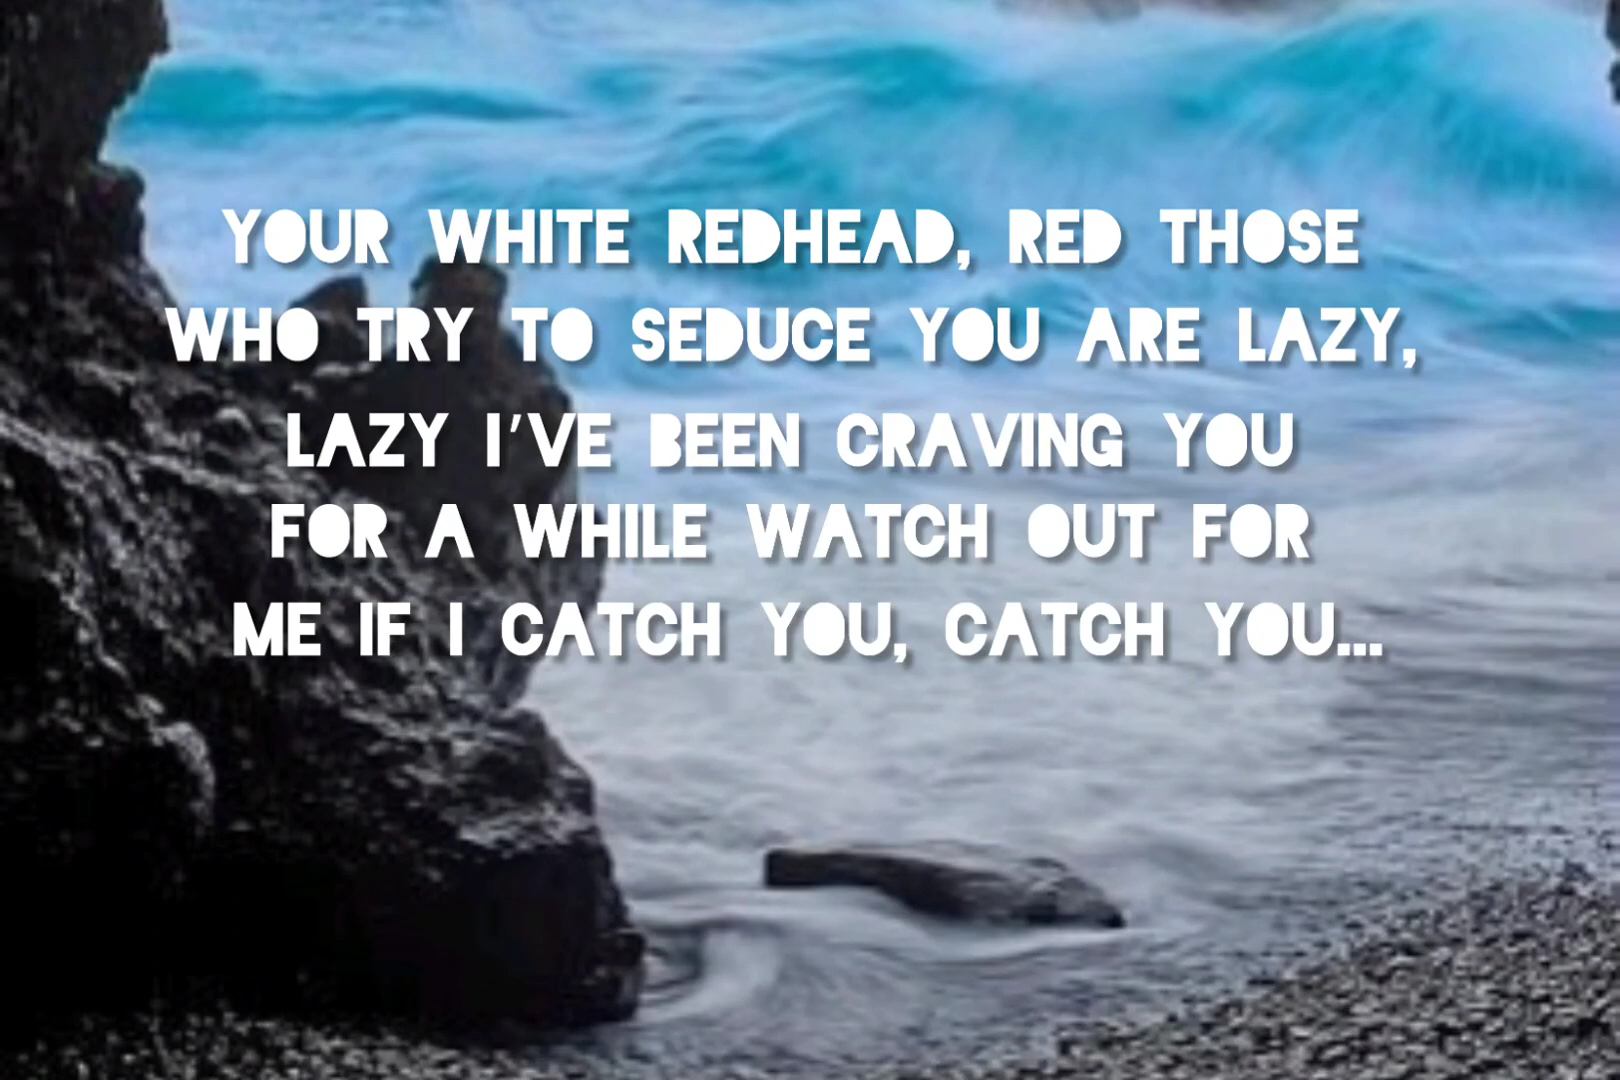 YOUR WHITE REDHEAD, RED THOSE
WHO TRY TO SEDUCE YOU ARE LAZY,
LAZY I'VE BEEN CRAVING YOU
FOR A WHILE WATCH OUT FOR
ME IF I CATCH YOU, CATCH YOU...